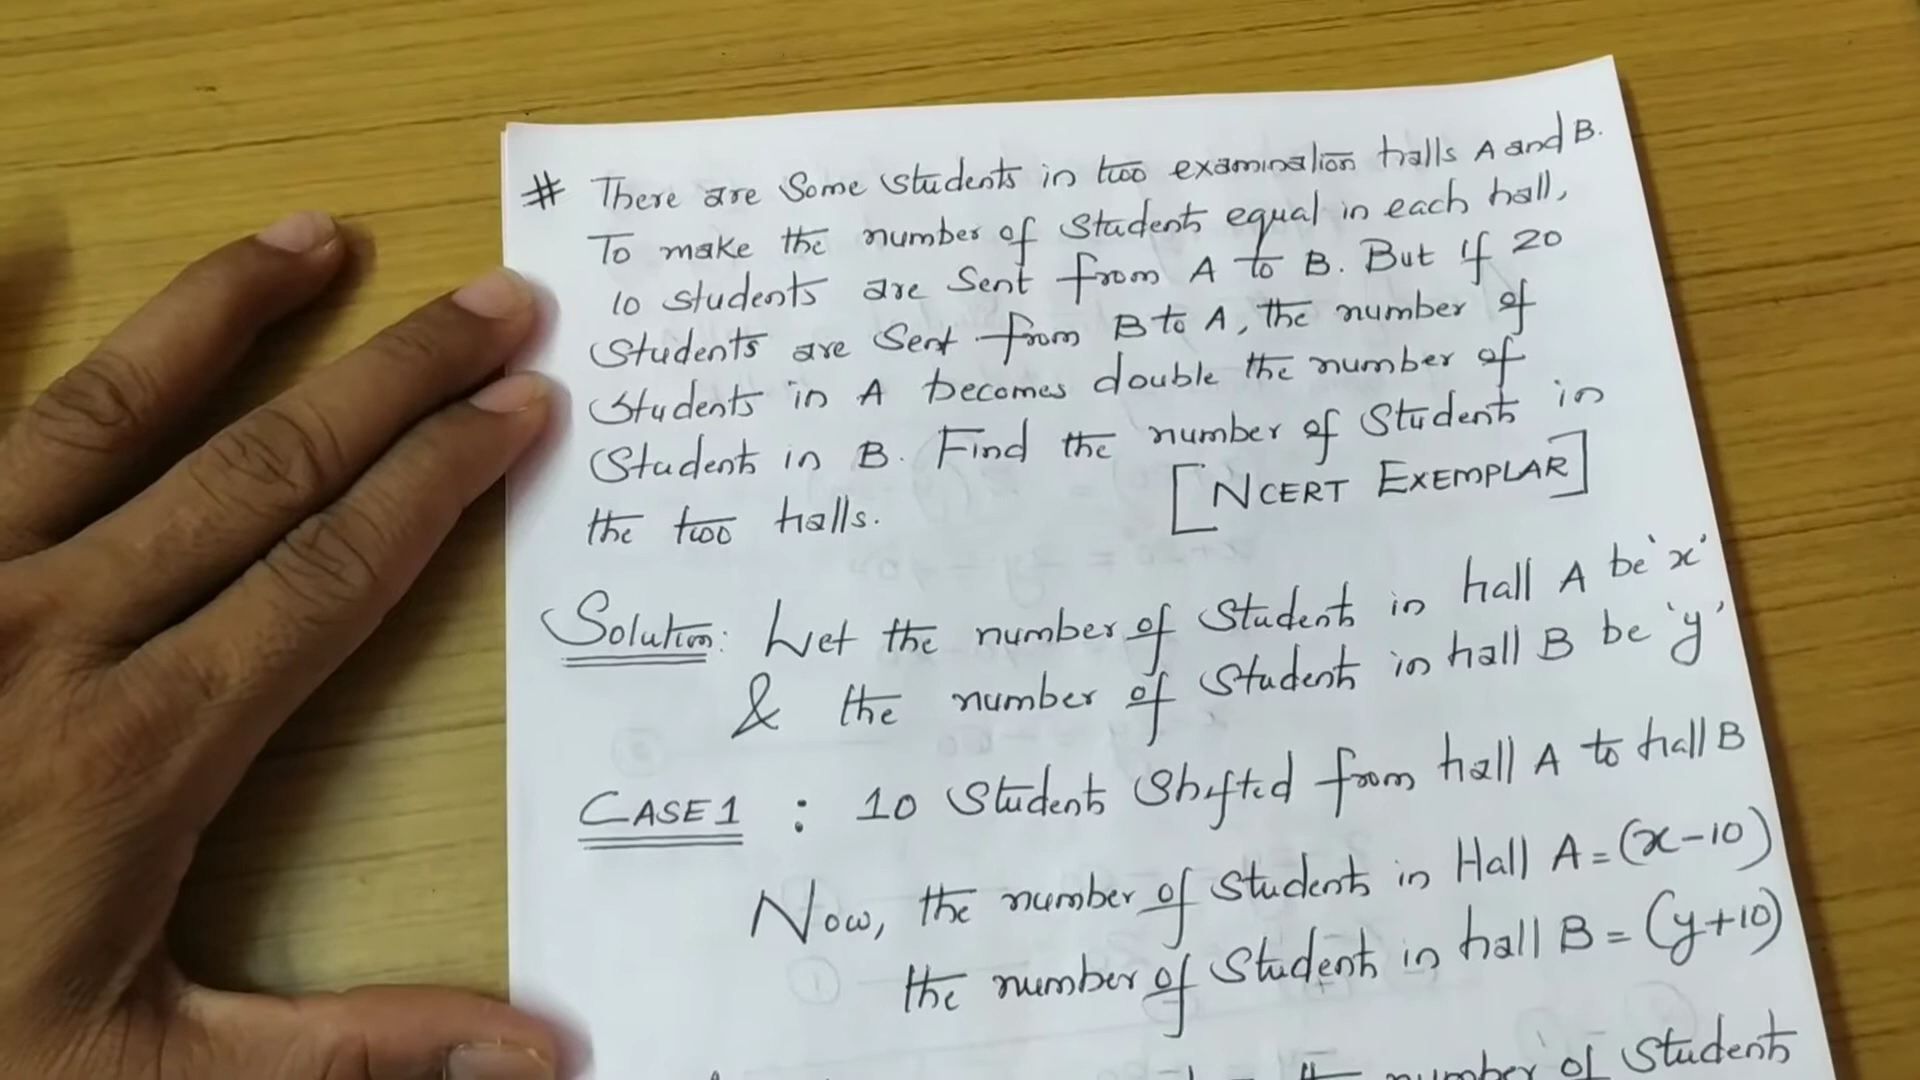 # There are Some Students in two examination halls A and B.
To make the number of Students equal in each hall,
10 students are Sent from A to B. But if 20
Students are Sent from B to A, the number of
Students in A becomes double the number of
Students in B. Find the number of Students in
the two halls. [NCERT EXEMPLAR]
Solution: Let the number of Students in hall A be 'x'
& the number of Students in hall B be 'y'
CASE 1 : 10 Students Shifted from hall A to hall B
Now, the number of Students in Hall A = (x-10)
the number of Students in hall B = (y+10)
number of Students